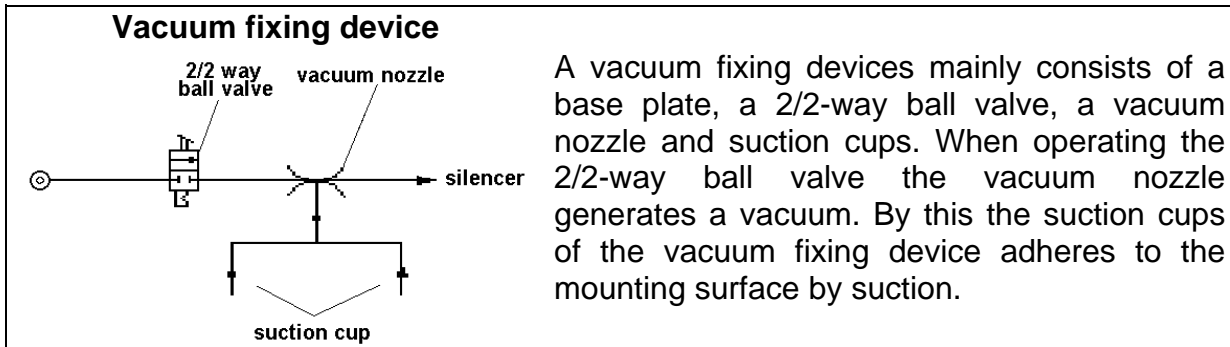 Vacuum fixing device
2/2 way
ball valve
vacuum nozzle
silencer
suction cup
A vacuum fixing devices mainly consists of a
base plate, a 2/2-way ball valve, a vacuum
nozzle and suction cups. When operating the
2/2-way ball valve the vacuum nozzle
generates a vacuum. By this the suction cups
of the vacuum fixing device adheres to the
mounting surface by suction.